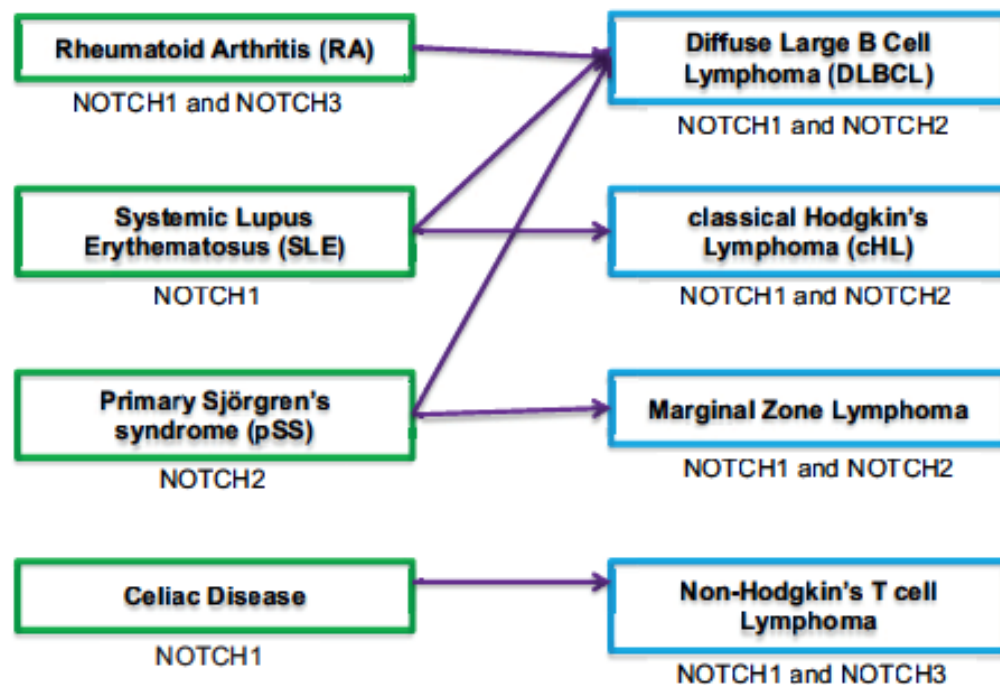 Rheumatoid Arthritis (RA)
NOTCH1 and NOTCH3
Diffuse Large B Cell
Lymphoma (DLBCL)
NOTCH1 and NOTCH2
Systemic Lupus
Erythematosus (SLE)
NOTCH1
classical Hodgkin's
Lymphoma (cHL)
NOTCH1 and NOTCH2
Primary Sjörgren's
syndrome (pSS)
NOTCH2
Marginal Zone Lymphoma
NOTCH1 and NOTCH2
Celiac Disease
NOTCH1
Non-Hodgkin's T cell
Lymphoma
NOTCH1 and NOTCH3